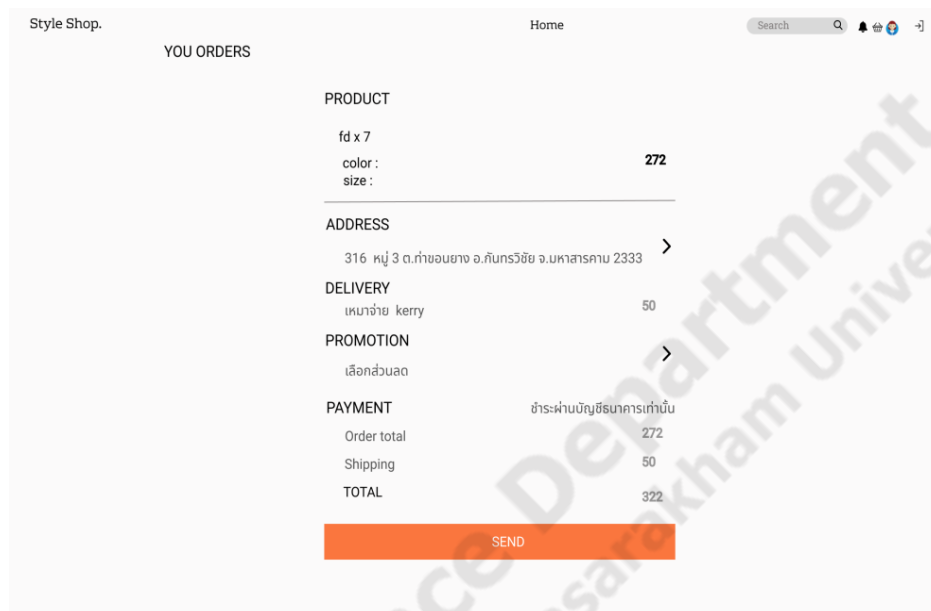 Style Shop.
Home
Search
YOU ORDERS
PRODUCT
fd x 7
color :
272
size :
ADDRESS
316 หมู่ 3 ต.ท่าขอนยาง อ.กันทรวิชัย จ.มหาสารคาม 2333
DELIVERY
เหมาจ่าย kerry
50
PROMOTION
เลือกส่วนลด
PAYMENT
ชำระผ่านบัญชีธนาคารเท่านั้น
Order total
272
Shipping
50
TOTAL
322
SEND